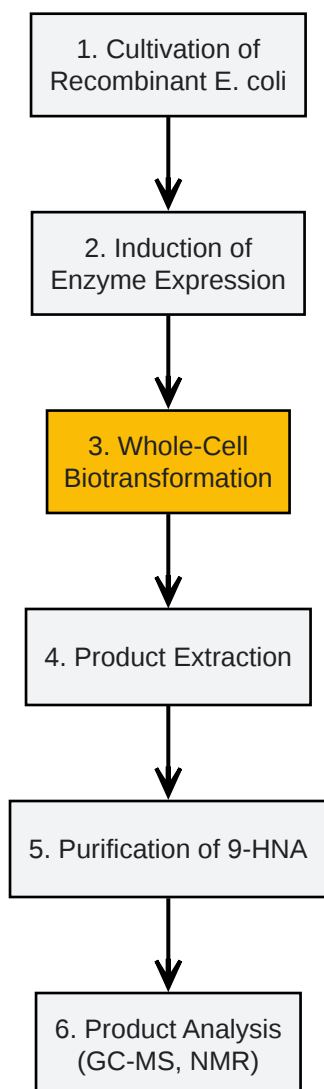 1. Cultivation of
Recombinant E. coli
2. Induction of
Enzyme Expression
3. Whole-Cell
Biotransformation
4. Product Extraction
5. Purification of 9-HNA
6. Product Analysis
(GC-MS, NMR)